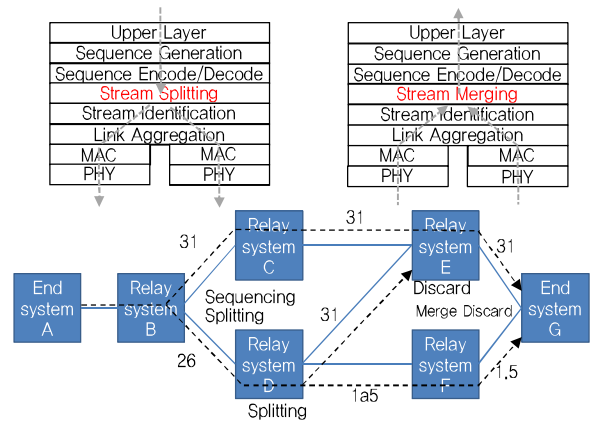 Upper Layer
Sequence Generation
Sequence Encode/Decode
Stream Splitting
Stream Identification
Link Aggregation
MAC MAC
PHY PHY
Upper Layer
Sequence Generation
Sequence Encode/Decode
Stream Merging
Stream Identification
Link Aggregation
MAC MAC
PHY PHY
End
system
A
Relay
system
B
Relay
system
C
Relay
system
D
Relay
system
E
Relay
system
F
End
system
G
31
31
31
31
26
1a5
1.5
Sequencing
Splitting
Splitting
Discard
Merge Discard